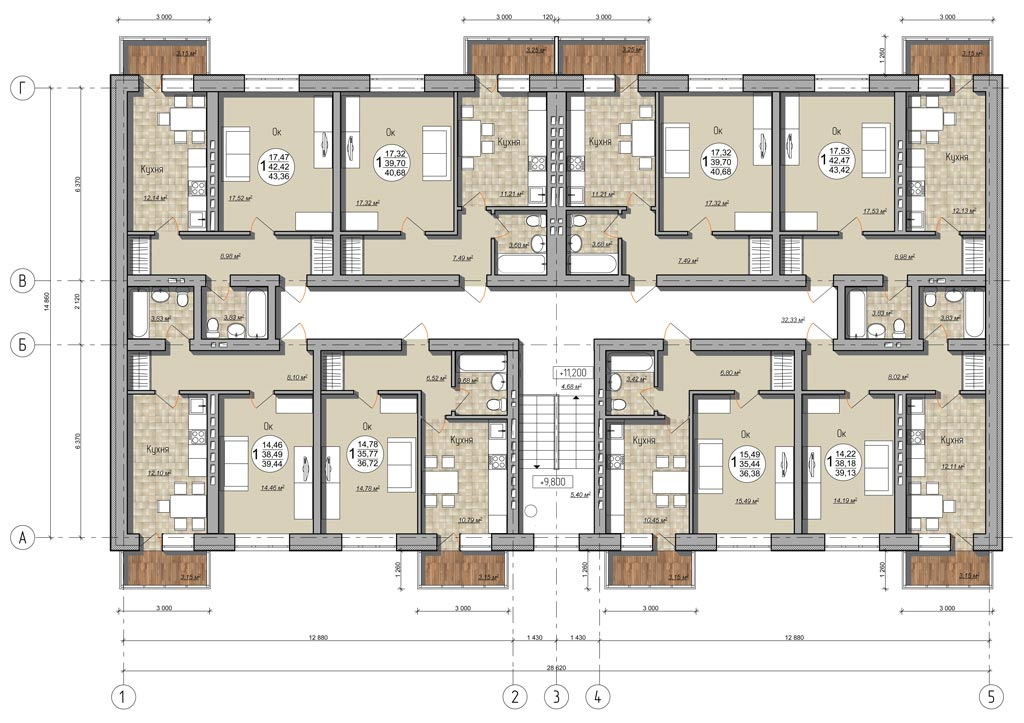 3 000
3 000
120
3 000
3 000
1 260
3.15 м²
3.25 м²
3.25 м²
3.15 м²
Г
В
Б
А
14 860
6 370
2 120
6 370
Кухня
12.14 м²
Ок
1
17,47
42,42
43,36
17.52 м²
Ок
1
17,32
39,70
40,68
17.32 м²
Кухня
11.21 м²
Кухня
11.21 м²
Ок
1
17,32
39,70
40,68
17.32 м²
Ок
1
17,53
42,47
43,42
17.53 м²
Кухня
12.13 м²
8.98 м²
7.49 м²
3.68 м²
3.68 м²
7.49 м²
8.98 м²
3.83 м²
3.83 м²
32.33 м²
3.83 м²
3.83 м²
8.10 м²
6.52 м²
3.68 м²
+11,200
4.68 м²
3.42 м²
6.80 м²
8.02 м²
Кухня
12.10 м²
Ок
1
14,46
38,49
39,44
14.46 м²
Ок
1
14,78
35,77
36,72
14.78 м²
Кухня
10.79 м²
+9,800
5.40 м²
Кухня
10.45 м²
Ок
1
15,49
35,44
36,38
15.49 м²
Ок
1
14,22
38,18
39,13
14.19 м²
Кухня
12.11 м²
3.15 м²
3.15 м²
3.15 м²
3.15 м²
1 260
1 260
3 000
3 000
3 000
3 000
12 880
1 430
1 430
12 880
28 620
1
2
3
4
5